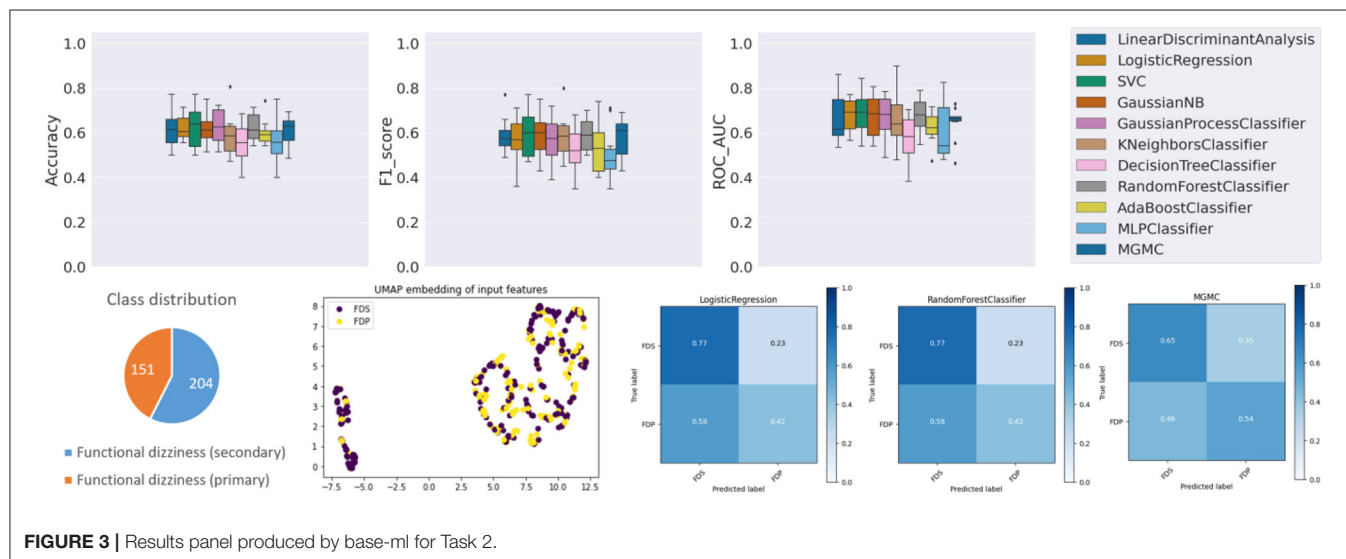 1.0
0.8
0.6
0.4
0.2
0.0
Accuracy
1.0
0.8
0.6
0.4
0.2
0.0
F1_score
1.0
0.8
0.6
0.4
0.2
0.0
ROC_AUC
LinearDiscriminantAnalysis
LogisticRegression
SVC
GaussianNB
GaussianProcessClassifier
KNeighborsClassifier
DecisionTreeClassifier
RandomForestClassifier
AdaBoostClassifier
MLPClassifier
MGMC
Class distribution
151
204
Functional dizziness (secondary)
Functional dizziness (primary)
UMAP embedding of input features
FDS
FDP
8
7
6
5
4
3
2
1
0
−7.5 −5.0 −2.5 0.0 2.5 5.0 7.5 10.0 12.5
LogisticRegression
True label
FDS
FDP
0.77 0.23
0.58 0.42
FDS FDP
Predicted label
1.0
0.8
0.6
0.4
0.2
0.0
RandomForestClassifier
True label
FDS
FDP
0.77 0.23
0.58 0.42
FDS FDP
Predicted label
1.0
0.8
0.6
0.4
0.2
0.0
MGMC
True label
FDS
FDP
0.65 0.35
0.46 0.54
FDS FDP
Predicted label
1.0
0.8
0.6
0.4
0.2
0.0
FIGURE 3 | Results panel produced by base-ml for Task 2.